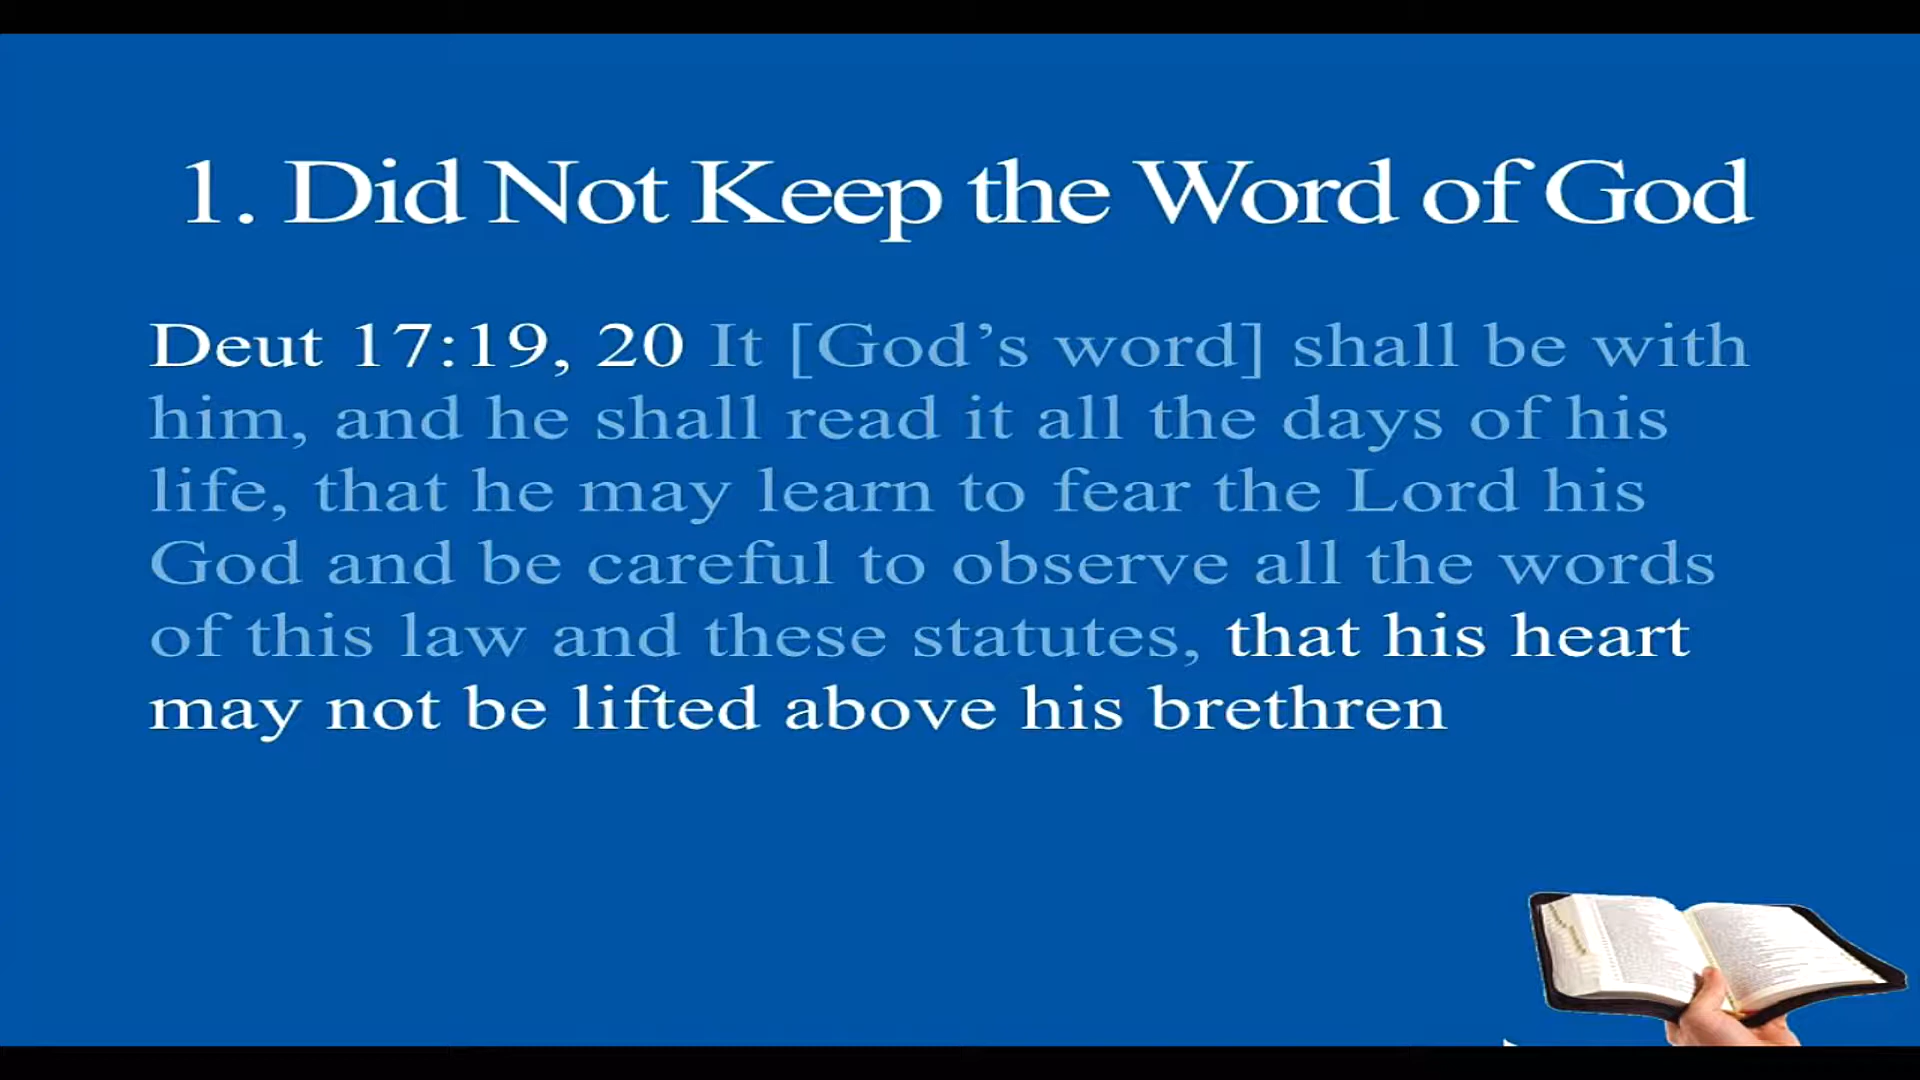 1. Did Not Keep the Word of God
Deut 17:19, 20 It [God’s word] shall be with
him, and he shall read it all the days of his
life, that he may learn to fear the Lord his
God and be careful to observe all the words
of this law and these statutes, that his heart
may not be lifted above his brethren